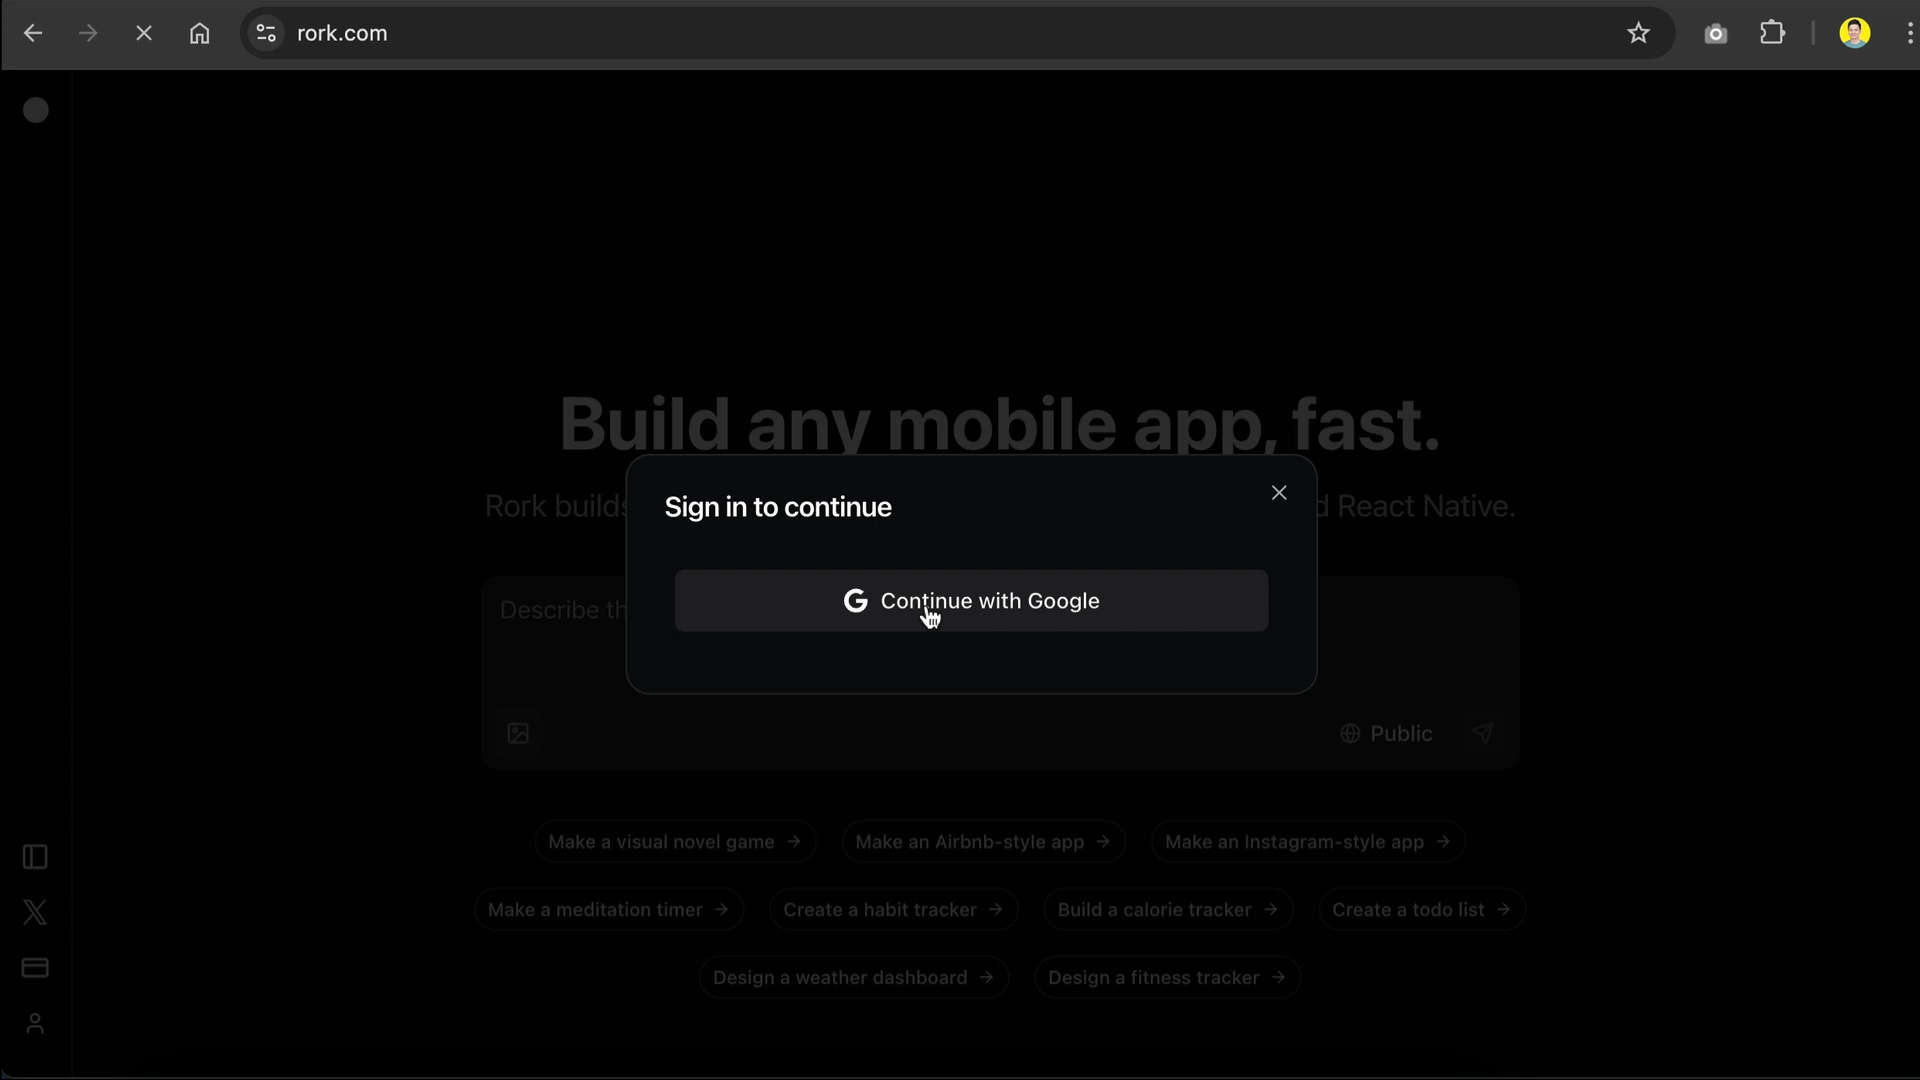 rork.com
Build any mobile app, fast.
Rork builds
d React Native.
Sign in to continue
Continue with Google
Describe th
Public
Make a visual novel game →
Make an Airbnb-style app →
Make an Instagram-style app →
Make a meditation timer →
Create a habit tracker →
Build a calorie tracker →
Create a todo list →
Design a weather dashboard →
Design a fitness tracker →